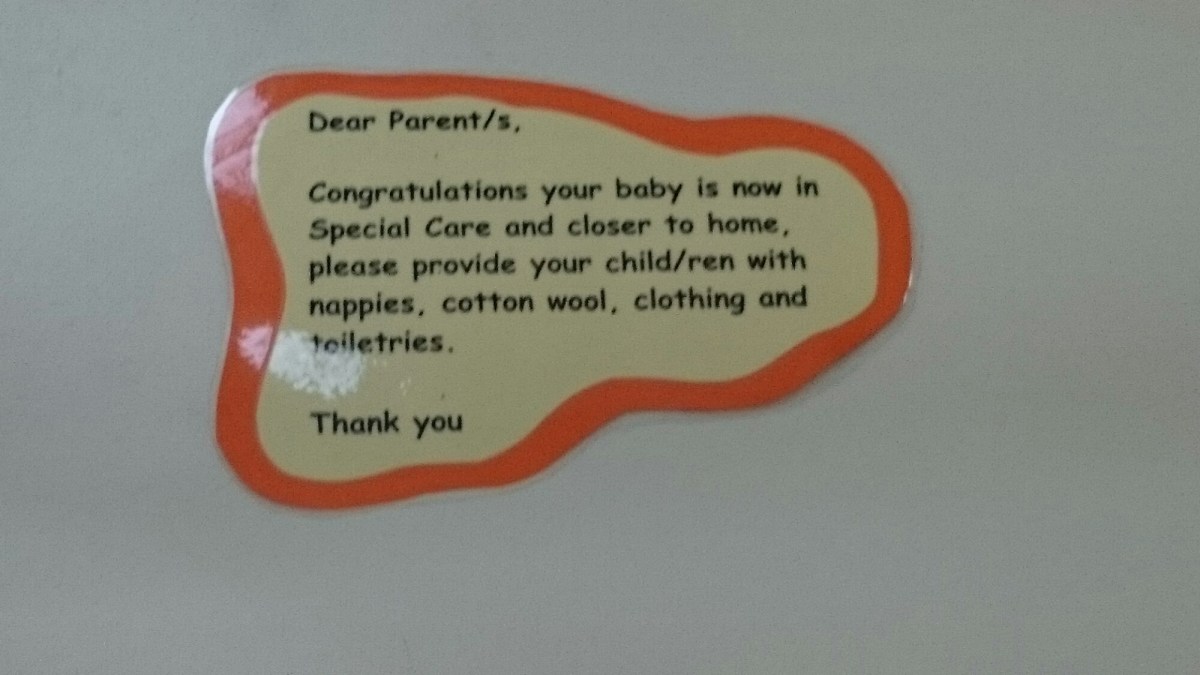 Dear Parent/s,
Congratulations your baby is now in
Special Care and closer to home,
please provide your child/ren with
nappies, cotton wool, clothing and
toiletries.
Thank you